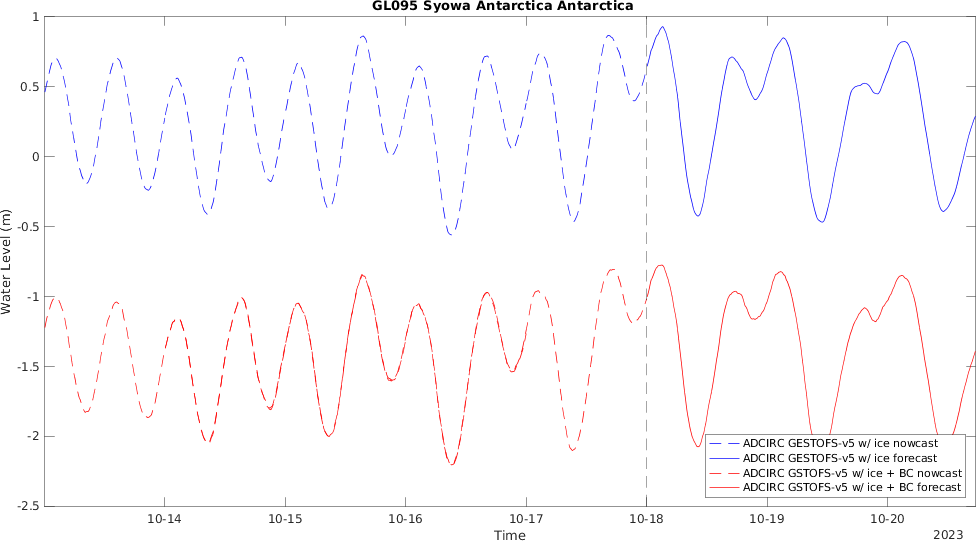 GL095 Syowa Antarctica Antarctica
1
0.5
0
-0.5
-1
-1.5
-2
-2.5
Water Level (m)
10-14
10-15
10-16
10-17
10-18
10-19
10-20
Time
2023
ADCIRC GESTOFS-v5 w/ ice nowcast
ADCIRC GESTOFS-v5 w/ ice forecast
ADCIRC GSTOFS-v5 w/ ice + BC nowcast
ADCIRC GSTOFS-v5 w/ ice + BC forecast